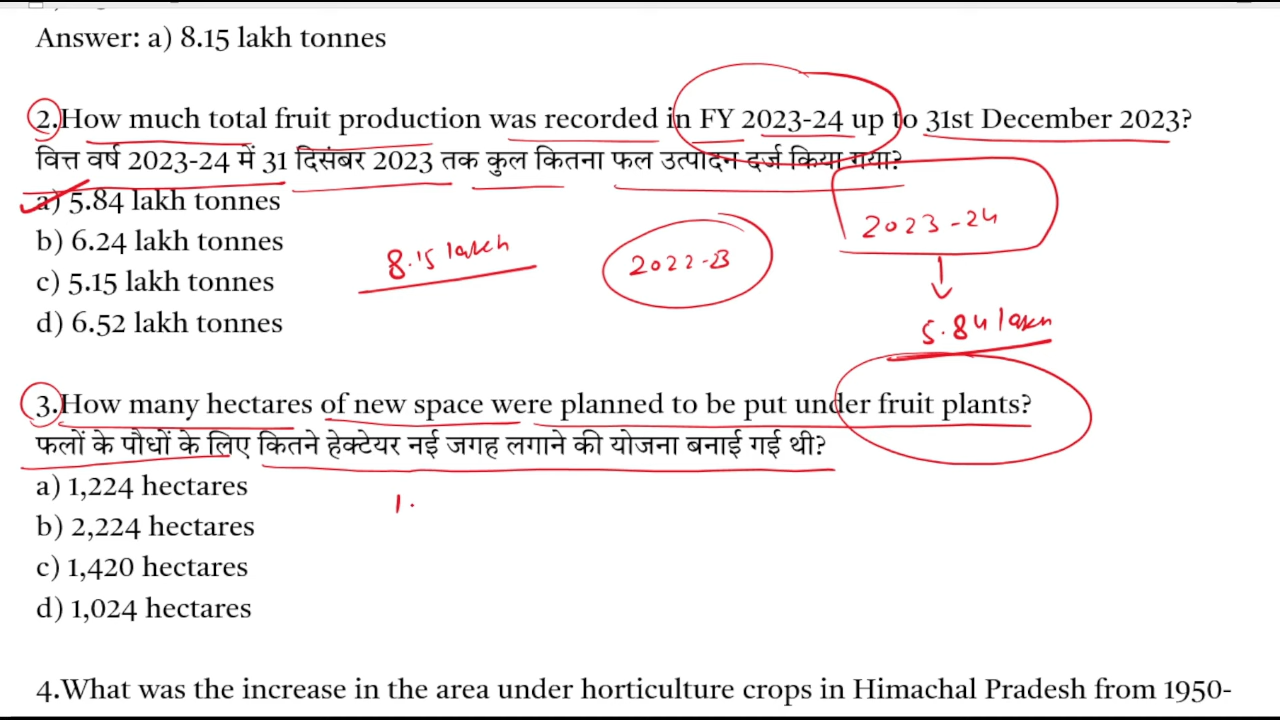 Answer: a) 8.15 lakh tonnes
2.How much total fruit production was recorded in FY 2023-24 up to 31st December 2023?
वित्त वर्ष 2023-24 में 31 दिसंबर 2023 तक कुल कितना फल उत्पादन दर्ज किया गया?
a) 5.84 lakh tonnes
b) 6.24 lakh tonnes
c) 5.15 lakh tonnes
d) 6.52 lakh tonnes
8.15 lakh
2022-23
2023-24
5.84 lakh
3.How many hectares of new space were planned to be put under fruit plants?
फलों के पौधों के लिए कितने हेक्टेयर नई जगह लगाने की योजना बनाई गई थी?
a) 1,224 hectares
b) 2,224 hectares
c) 1,420 hectares
d) 1,024 hectares
1.
4.What was the increase in the area under horticulture crops in Himachal Pradesh from 1950-